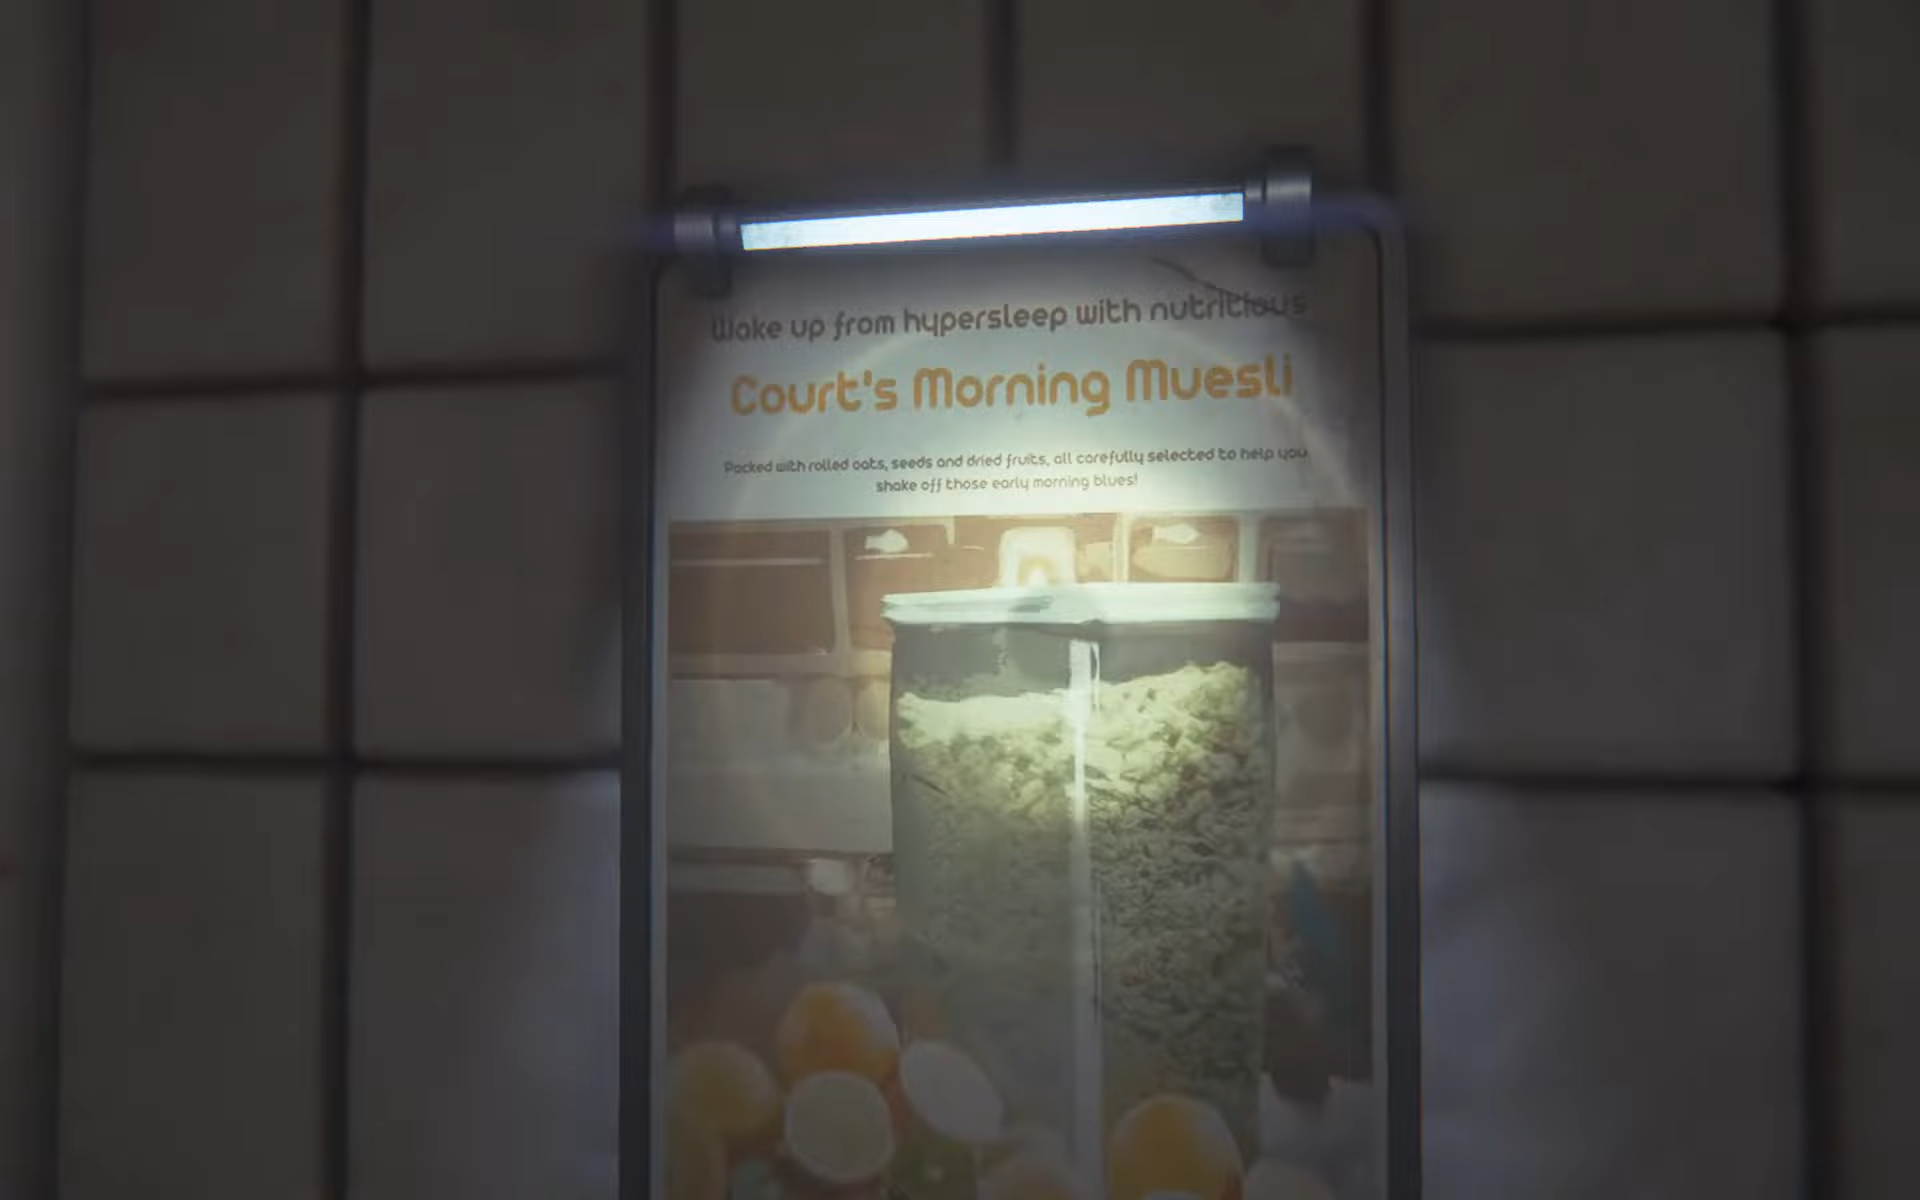 Wake up from hypersleep with nutritious
Court's Morning Muesli
Packed with rolled oats, seeds and dried fruits, all carefully selected to help you
shake off those early morning blues!